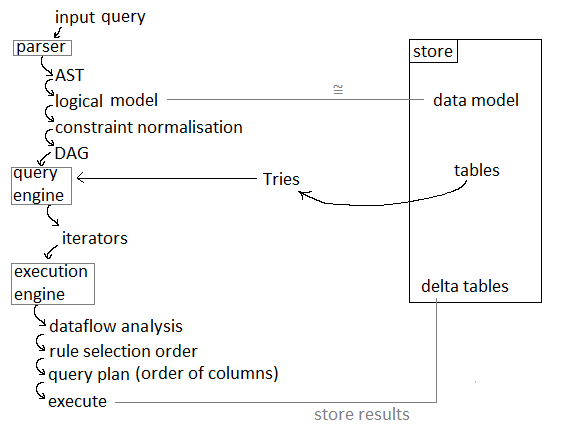 input query
parser
store
AST
≅
logical model
data model
constraint normalisation
DAG
query
engine
Tries
tables
iterators
execution
engine
delta tables
dataflow analysis
rule selection order
query plan (order of columns)
execute
store results